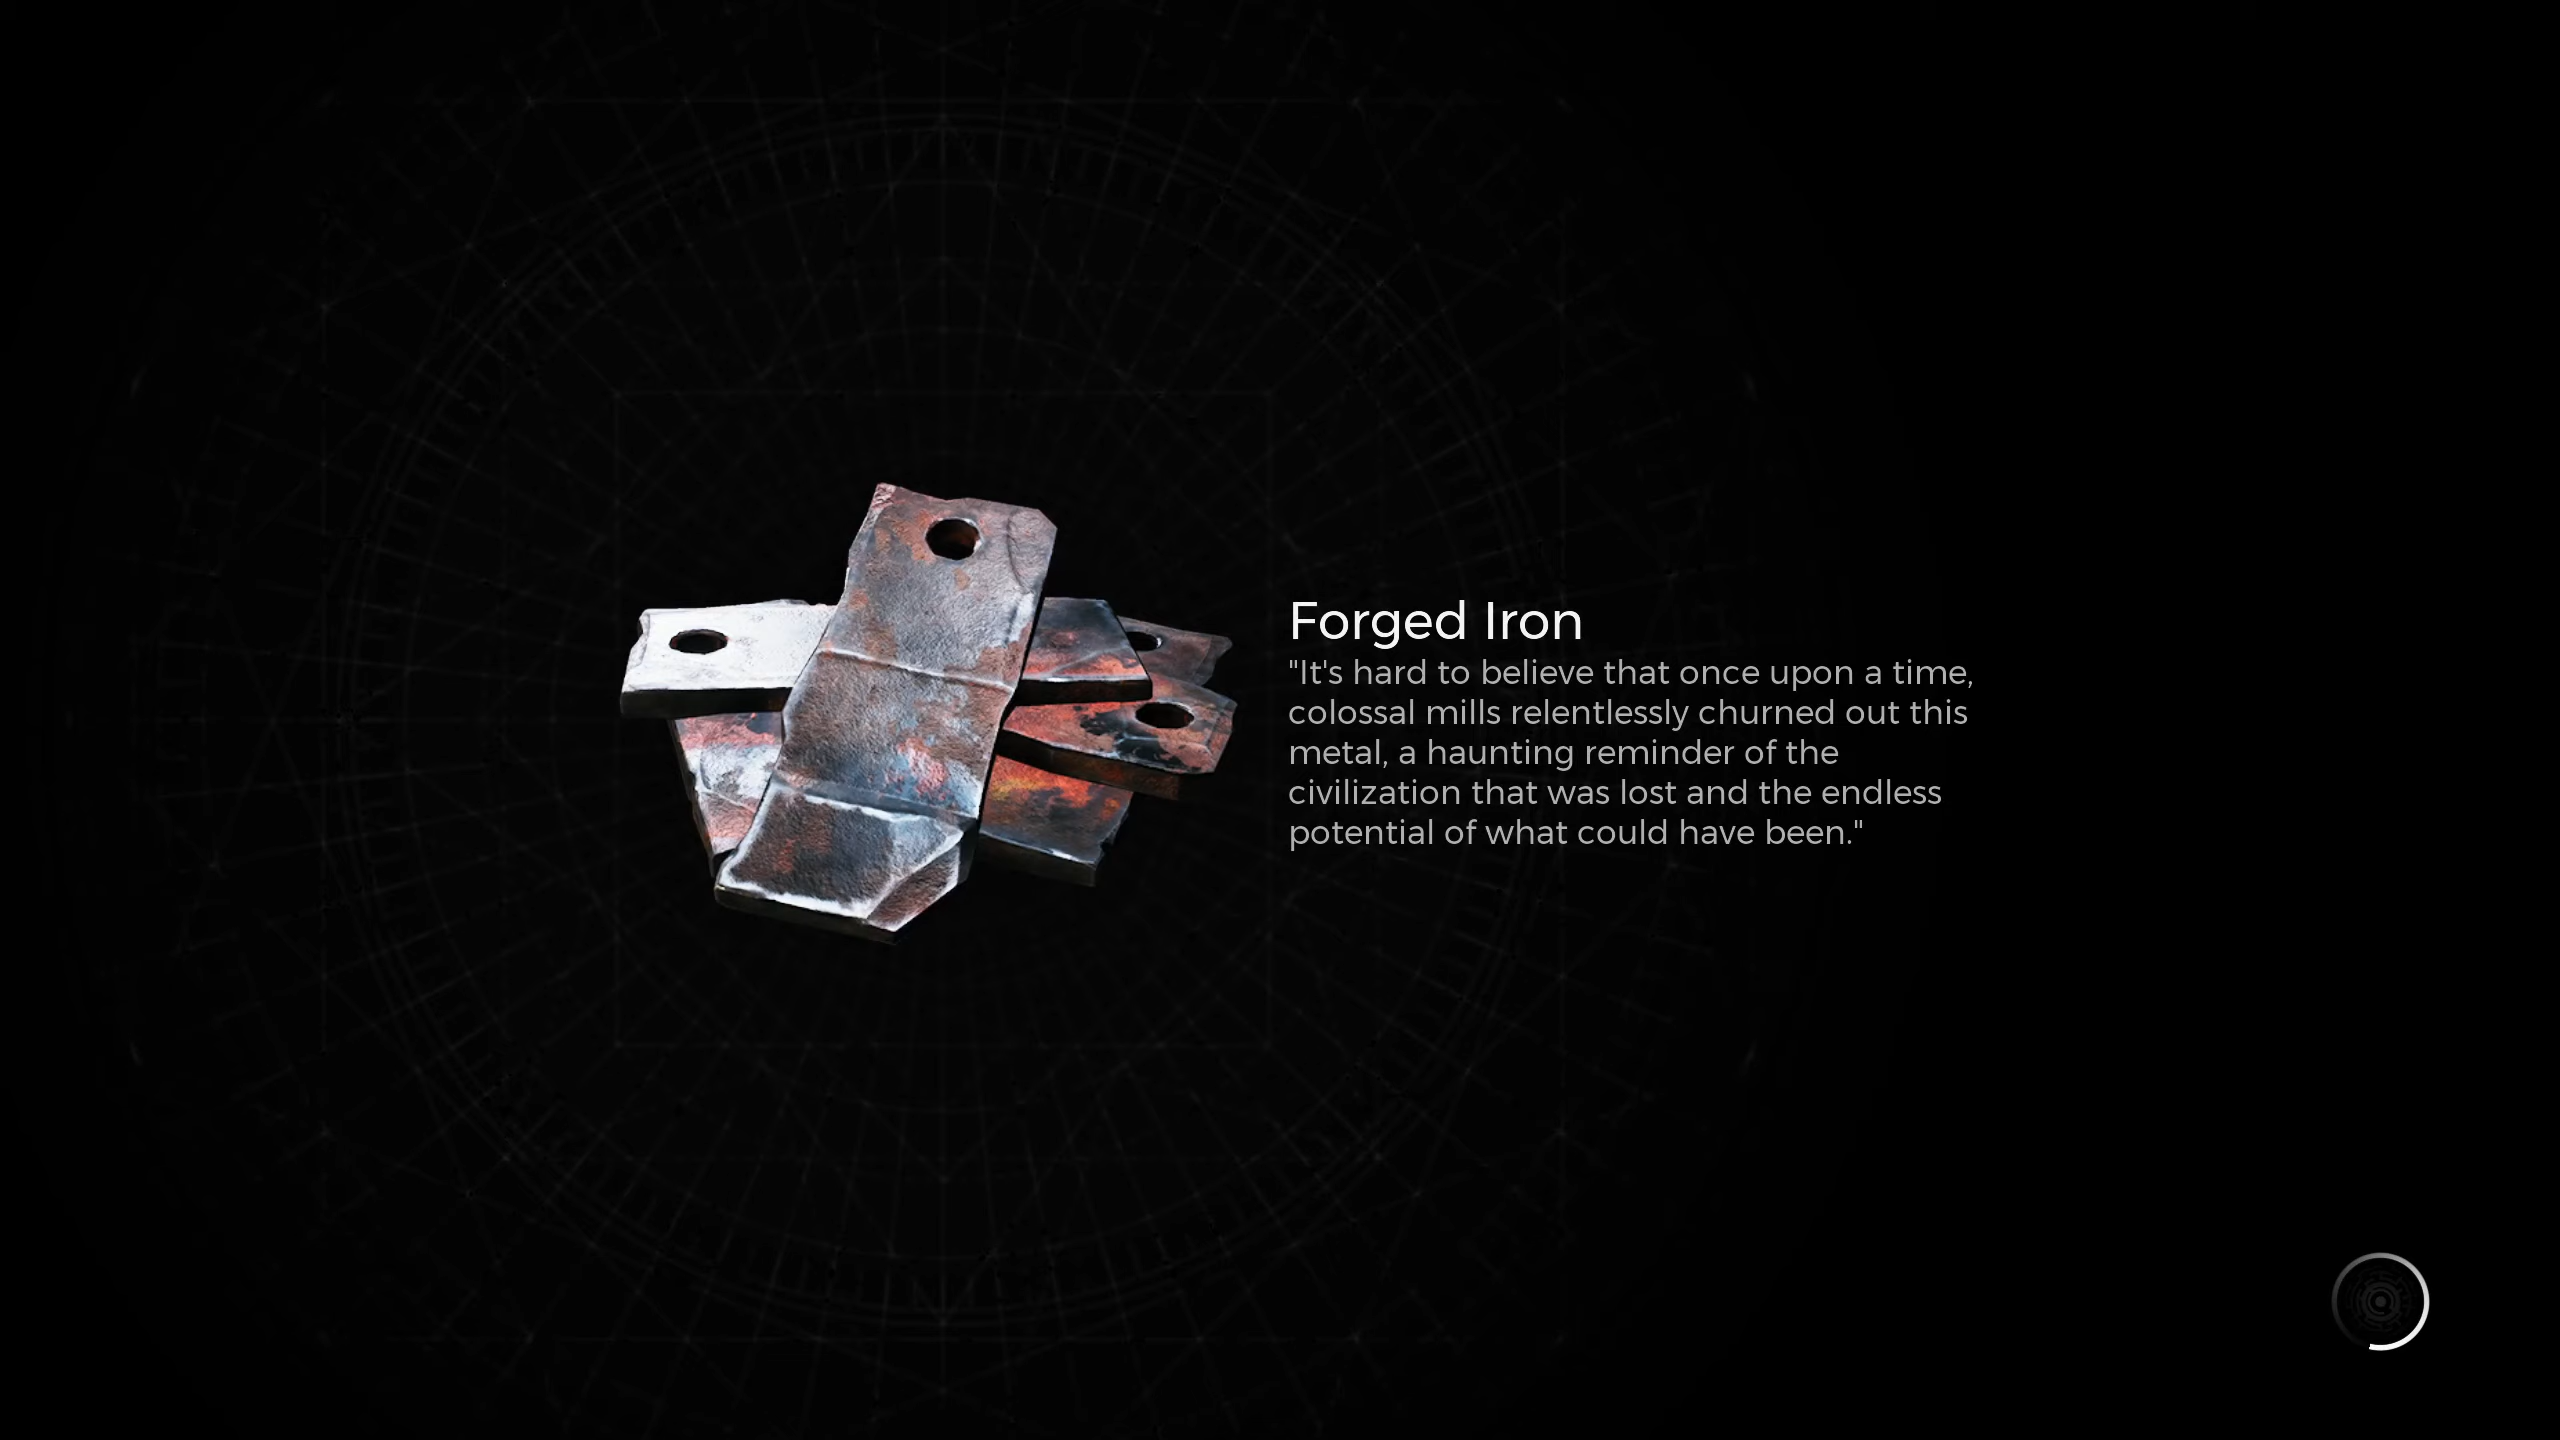 Forged Iron
"It's hard to believe that once upon a time,
colossal mills relentlessly churned out this
metal, a haunting reminder of the
civilization that was lost and the endless
potential of what could have been."